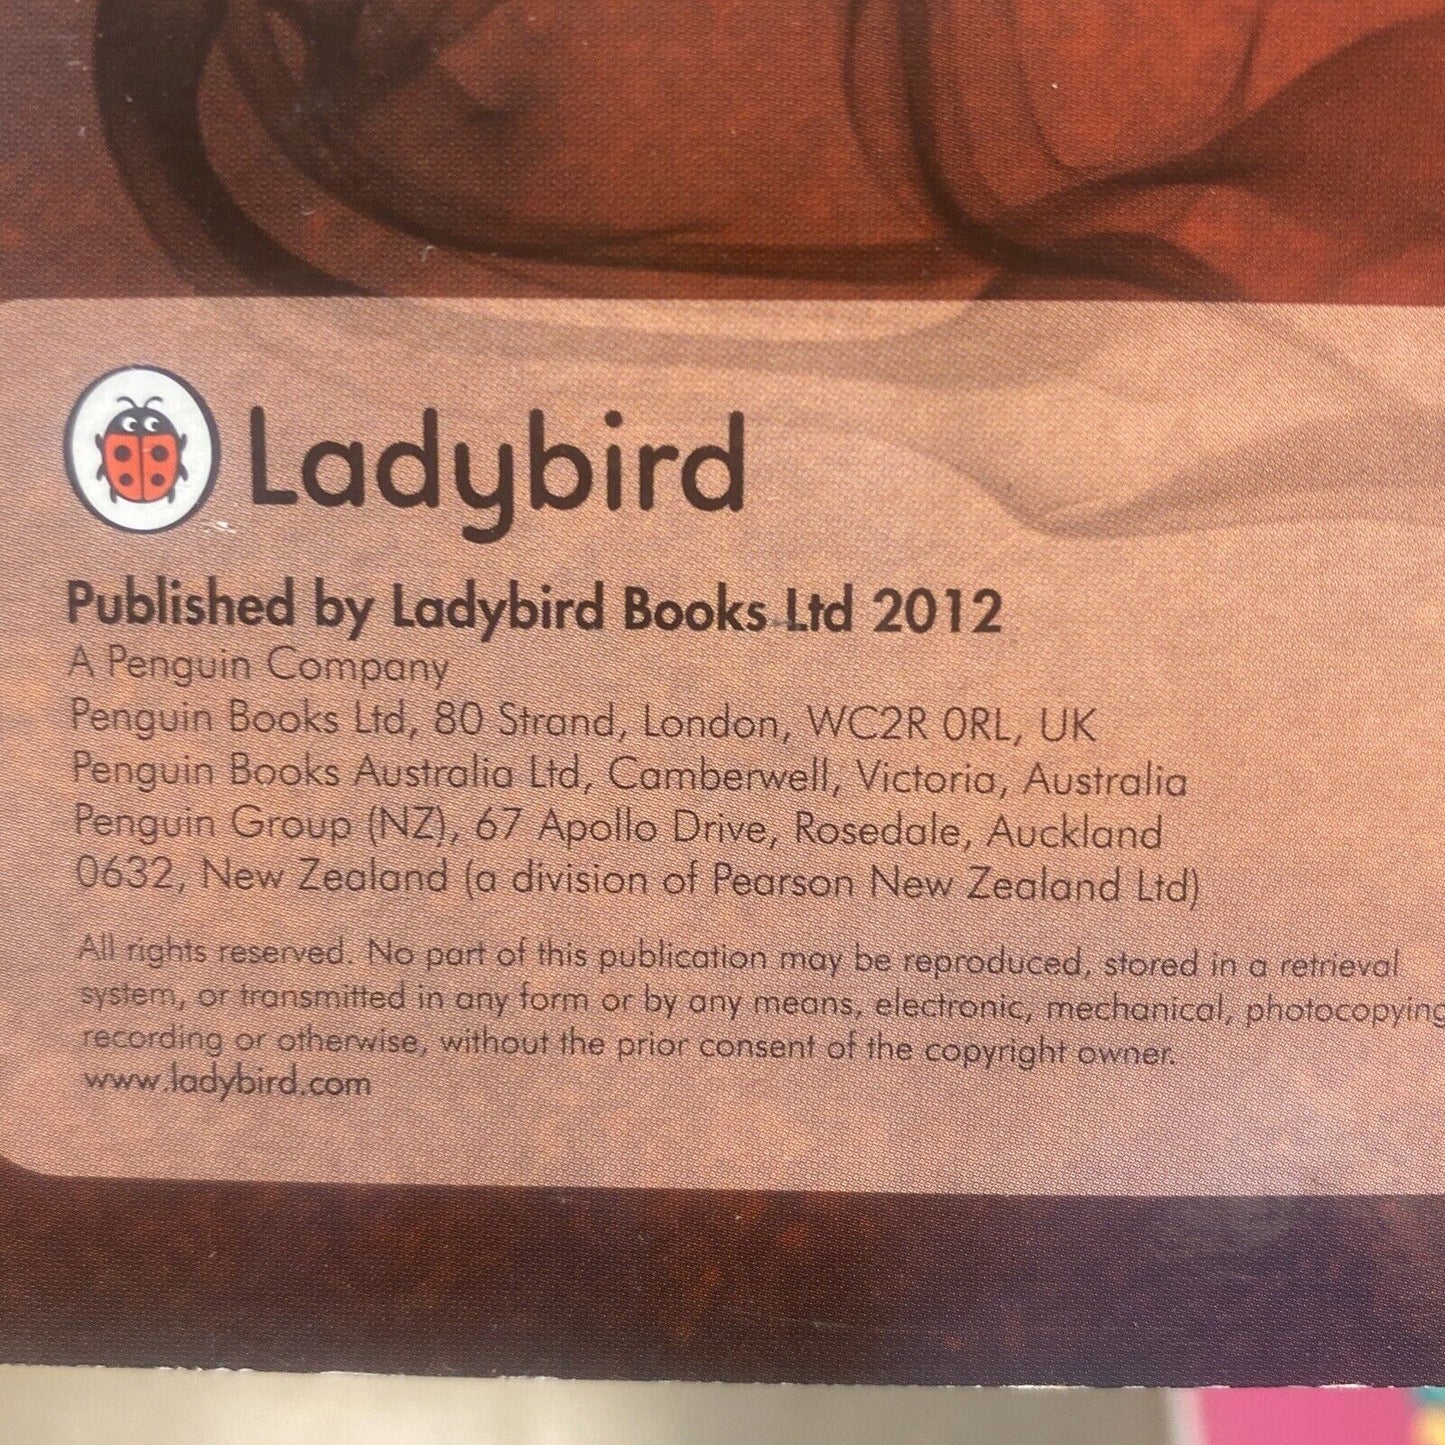 Ladybird
Published by Ladybird Books Ltd 2012
A Penguin Company
Penguin Books Ltd, 80 Strand, London, WC2R 0RL, UK
Penguin Books Australia Ltd, Camberwell, Victoria, Australia
Penguin Group (NZ), 67 Apollo Drive, Rosedale, Auckland
0632, New Zealand (a division of Pearson New Zealand Ltd)
All rights reserved. No part of this publication may be reproduced, stored in a retrieval
system, or transmitted in any form or by any means, electronic, mechanical, photocopying
recording or otherwise, without the prior consent of the copyright owner.
www.ladybird.com